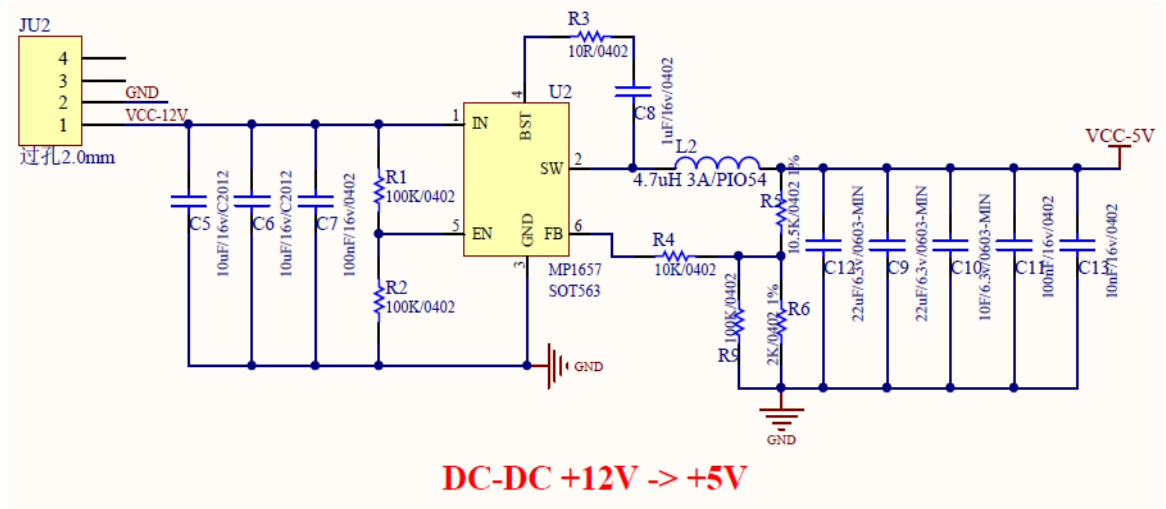 JU2
4
3
2
1
GND
VCC-12V
过孔2.0mm
C5
10uF/16v/C2012
C6
10uF/16v/C2012
C7
100nF/16v/0402
R1
100K/0402
R2
100K/0402
R3
10R/0402
C8
1uF/16v/0402
U2
4
BST
1
IN
SW
2
5
EN
GND
3
FB
6
MP1657
SOT563
GND
L2
4.7uH 3A/PIO54
R5
10.5K/0402 1%
R4
10K/0402
R9
100K/0402
R6
2K/0402 1%
C12
22uF/6.3v/0603-MIN
C9
22uF/6.3v/0603-MIN
C10
10F/6.3v/0603-MIN
C11
100nF/16v/0402
C13
10nF/16v/0402
VCC-5V
GND
DC-DC +12V -> +5V